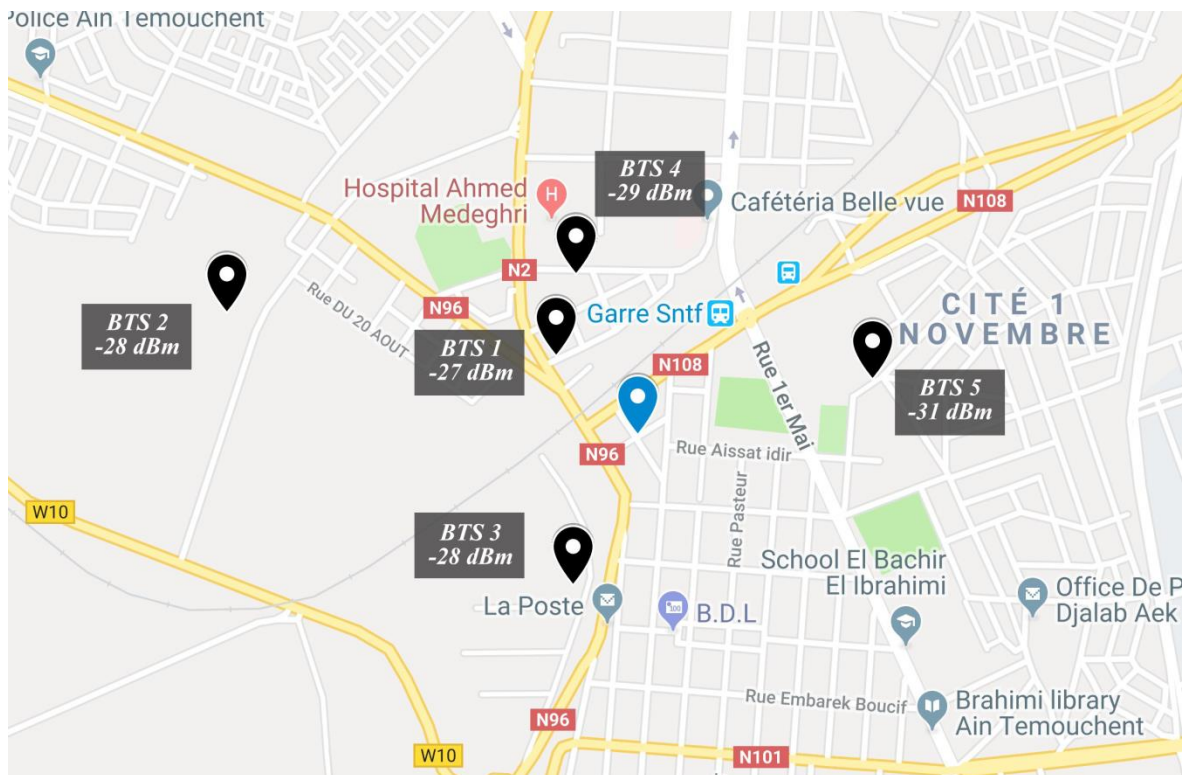 Police Ain Temouchent
BTS 4
-29 dBm
Hospital Ahmed
Medeghri
H
Cafétéria Belle vue
N108
N2
BTS 2
-28 dBm
Rue DU 20 AOUT
N96
BTS 1
-27 dBm
Garre Sntf
CITÉ 1
NOVEMBRE
N108
Rue 1er Mai
BTS 5
-31 dBm
N96
Rue Aissat idir
W10
BTS 3
-28 dBm
Rue Pasteur
School El Bachir
El Ibrahimi
La Poste
B.D.L
Office De P
Djalab Aek
Rue Embarek Boucif
Brahimi library
Ain Temouchent
N96
W10
N101